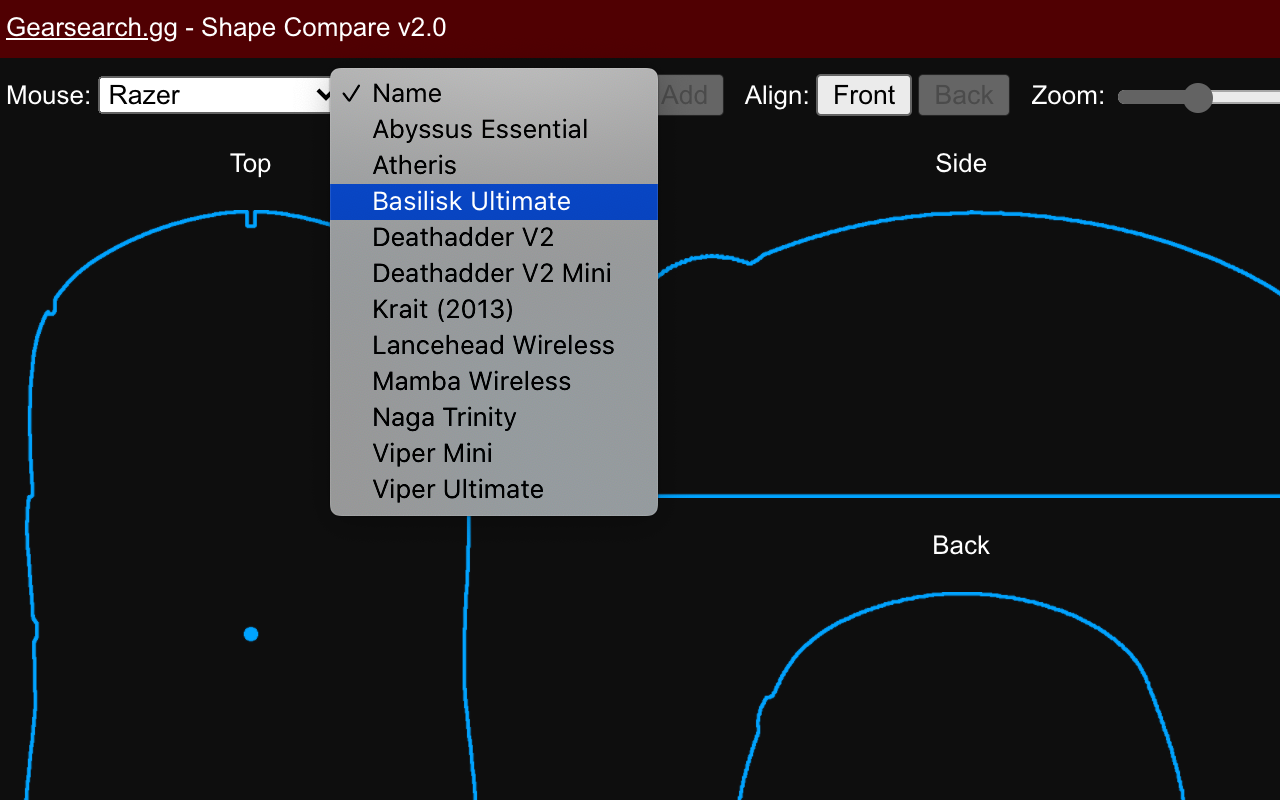 Gearsearch.gg - Shape Compare v2.0
Mouse: Razer Add Align: Front Back Zoom:
✓ Name
Abyssus Essential
Atheris
Basilisk Ultimate
Deathadder V2
Deathadder V2 Mini
Krait (2013)
Lancehead Wireless
Mamba Wireless
Naga Trinity
Viper Mini
Viper Ultimate
Top
Side
Back